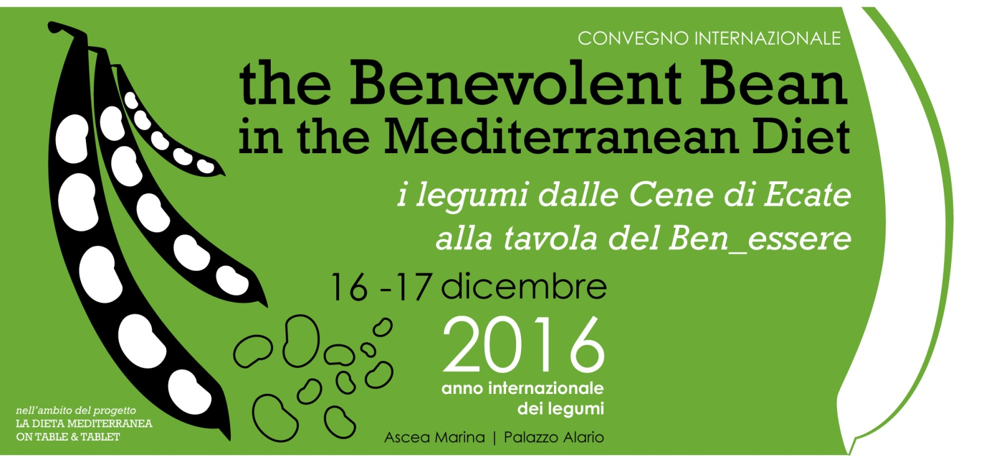 CONVEGNO INTERNAZIONALE
the Benevolent Bean
in the Mediterranean Diet
i legumi dalle Cene di Ecate
alla tavola del Ben_essere
16 -17 dicembre
2016
anno internazionale
dei legumi
Ascea Marina | Palazzo Alario
nell'ambito del progetto
LA DIETA MEDITERRANEA
ON TABLE & TABLET